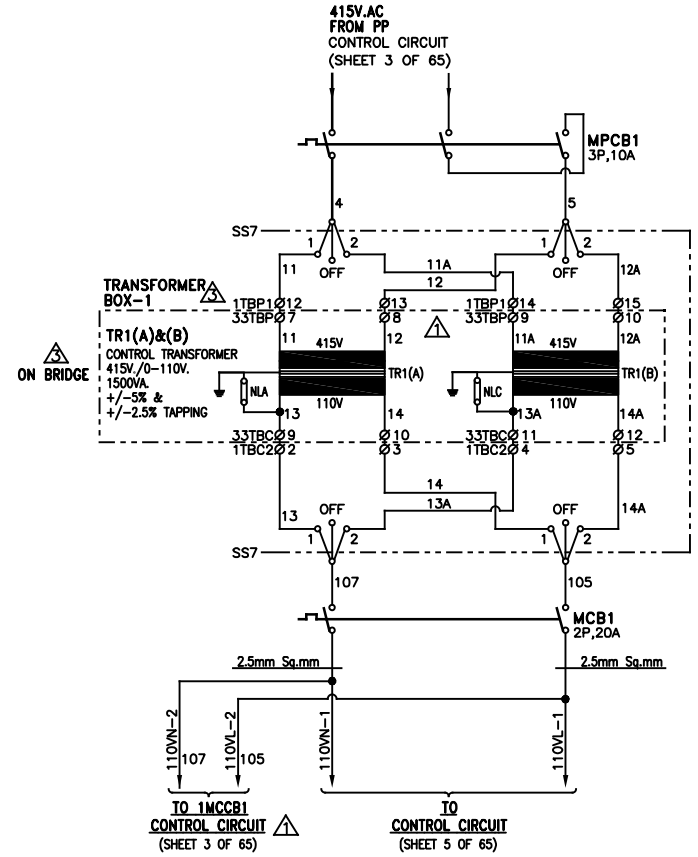 415V.AC
FROM PP
CONTROL CIRCUIT
(SHEET 3 OF 65)
MPCB1
3P,10A
4
5
SS7
1
2
OFF
1
2
OFF
11
11A
12
12A
TRANSFORMER
BOX-1
3
1TBP1 12
13
1TBP1 14
15
33TBP 7
8
33TBP 9
10
1
TR1(A)&(B)
CONTROL TRANSFORMER
415V./0-110V.
1500VA.
+/-5% &
+/-2.5% TAPPING
3
ON BRIDGE
11
415V
12
11A
415V
12A
TR1(A)
TR1(B)
NLA
110V
NLC
110V
13
14
13A
14A
33TBC 9
10
33TBC 11
12
1TBC2 2
3
1TBC2 4
5
14
13A
13
OFF
OFF
14A
1
2
1
2
SS7
107
105
MCB1
2P,20A
2.5mm Sq.mm
2.5mm Sq.mm
110VN-2
107
110VL-2
105
110VN-1
110VL-1
TO 1MCCB1
CONTROL CIRCUIT
1
(SHEET 3 OF 65)
TO
CONTROL CIRCUIT
(SHEET 5 OF 65)